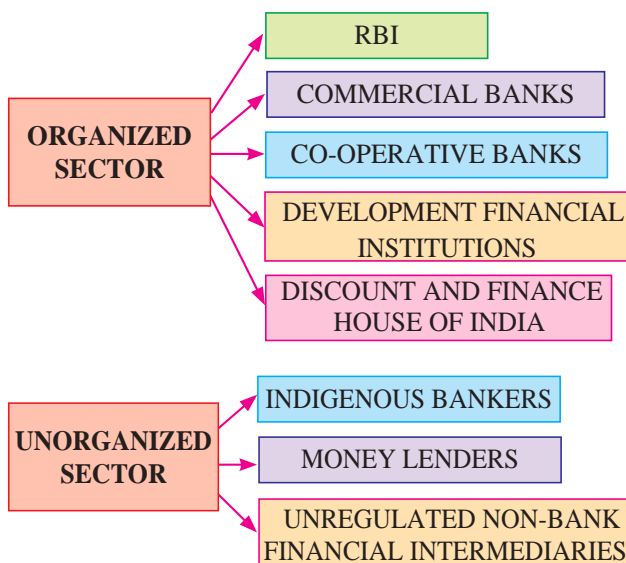 RBI
COMMERCIAL BANKS
ORGANIZED
SECTOR
CO-OPERATIVE BANKS
DEVELOPMENT FINANCIAL
INSTITUTIONS
DISCOUNT AND FINANCE
HOUSE OF INDIA
INDIGENOUS BANKERS
UNORGANIZED
SECTOR
MONEY LENDERS
UNREGULATED NON-BANK
FINANCIAL INTERMEDIARIES